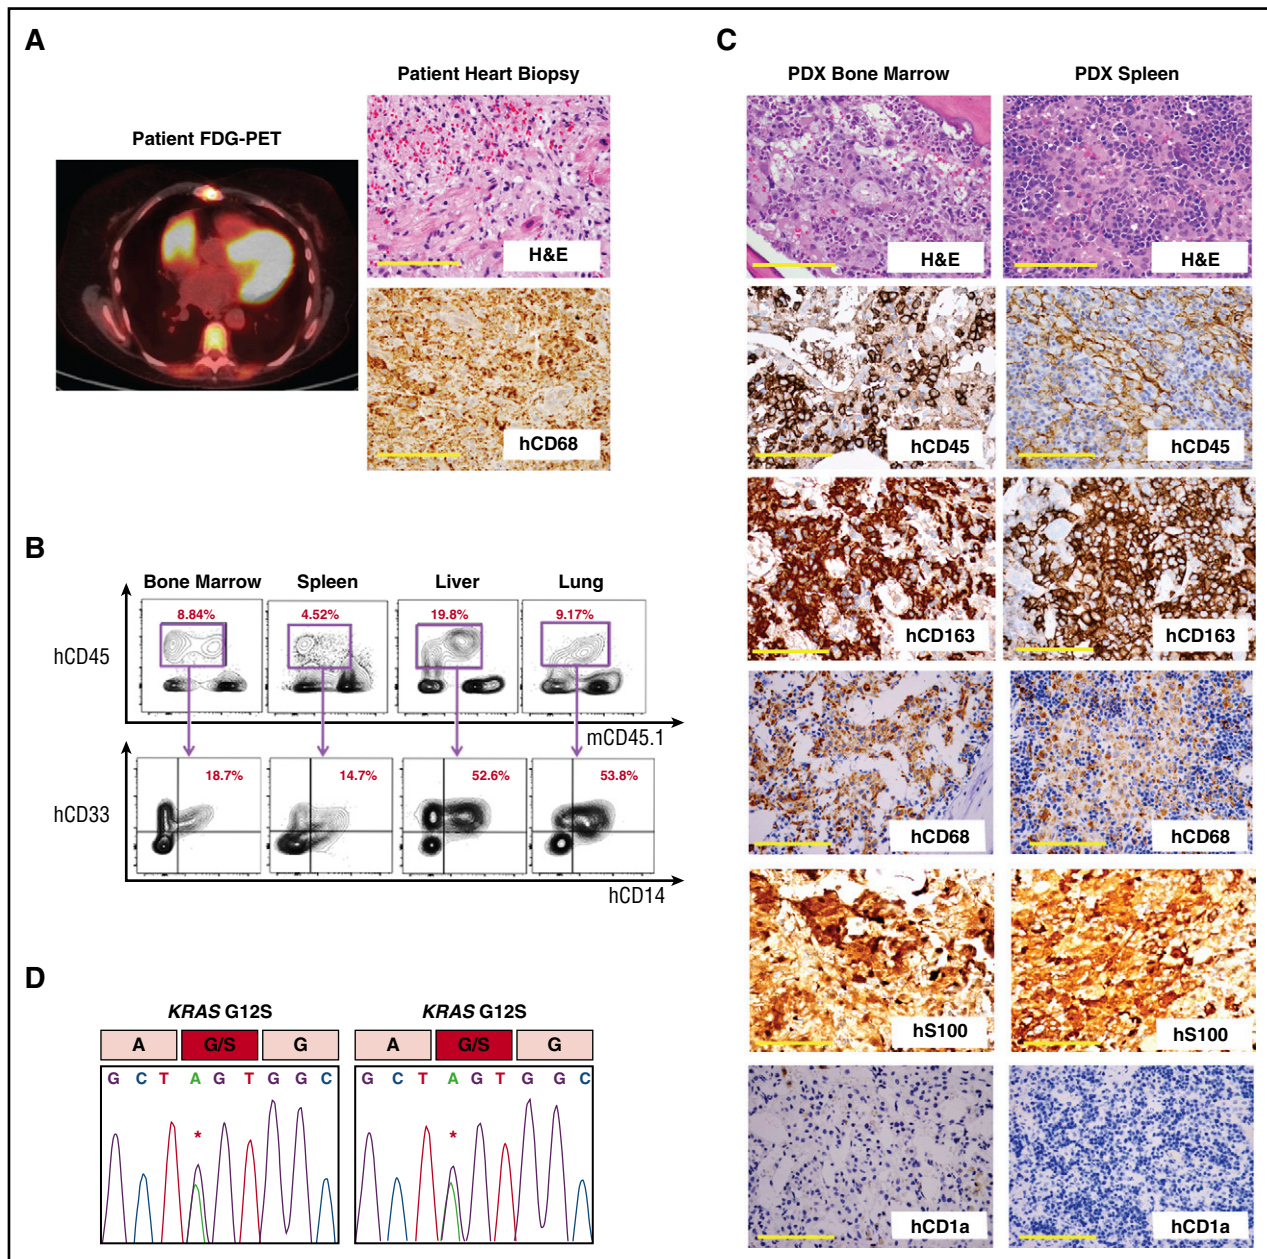 A
Patient FDG-PET
Patient Heart Biopsy
H&E
hCD68
B
Bone Marrow Spleen Liver Lung
8.84% 4.52% 19.8% 9.17%
hCD45
mCD45.1
18.7% 14.7% 52.6% 53.8%
hCD33
hCD14
C
PDX Bone Marrow PDX Spleen
H&E H&E
hCD45 hCD45
hCD163 hCD163
hCD68 hCD68
hS100 hS100
hCD1a hCD1a
D
KRAS G12S KRAS G12S
A G/S G A G/S G
G C T A G T G G C G C T A G T G G C
* *